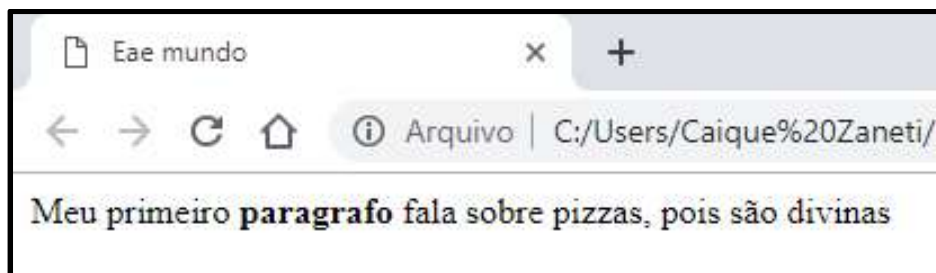 Eae mundo
Arquivo | C:/Users/Caique%20Zaneti/
Meu primeiro paragrafo fala sobre pizzas, pois são divinas